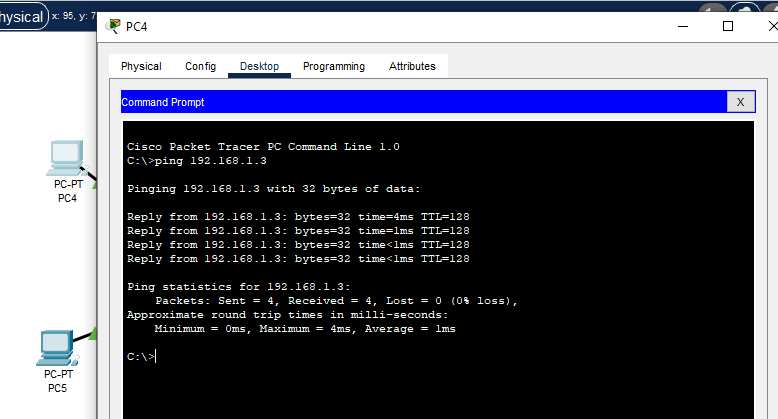 hysical
x: 95, y: 7
PC4
Physical
Config
Desktop
Programming
Attributes
Command Prompt
X
Cisco Packet Tracer PC Command Line 1.0
C:\>ping 192.168.1.3
Pinging 192.168.1.3 with 32 bytes of data:
Reply from 192.168.1.3: bytes=32 time=4ms TTL=128
Reply from 192.168.1.3: bytes=32 time=1ms TTL=128
Reply from 192.168.1.3: bytes=32 time<1ms TTL=128
Reply from 192.168.1.3: bytes=32 time<1ms TTL=128
Ping statistics for 192.168.1.3:
Packets: Sent = 4, Received = 4, Lost = 0 (0% loss),
Approximate round trip times in milli-seconds:
Minimum = 0ms, Maximum = 4ms, Average = 1ms
C:\>
PC-PT
PC4
PC-PT
PC5